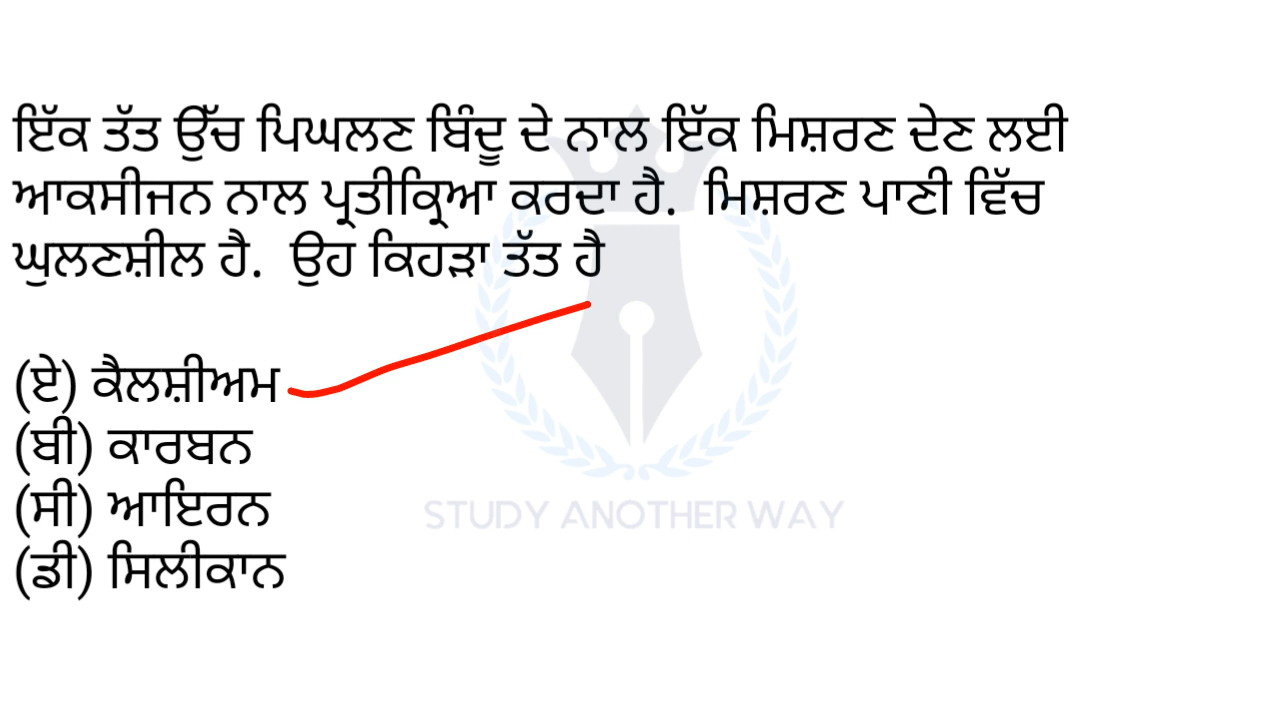 ਇੱਕ ਤੱਤ ਉੱਚ ਪਿਘਲਣ ਬਿੰਦੂ ਦੇ ਨਾਲ ਇੱਕ ਮਿਸ਼ਰਣ ਦੇਣ ਲਈ
ਆਕਸੀਜਨ ਨਾਲ ਪ੍ਰਤੀਕ੍ਰਿਆ ਕਰਦਾ ਹੈ. ਮਿਸ਼ਰਣ ਪਾਣੀ ਵਿੱਚ
ਘੁਲਣਸ਼ੀਲ ਹੈ. ਉਹ ਕਿਹੜਾ ਤੱਤ ਹੈ
(ਏ) ਕੈਲਸ਼ੀਅਮ
(ਬੀ) ਕਾਰਬਨ
(ਸੀ) ਆਇਰਨ
(ਡੀ) ਸਿਲੀਕਾਨ
STUDY ANOTHER WAY